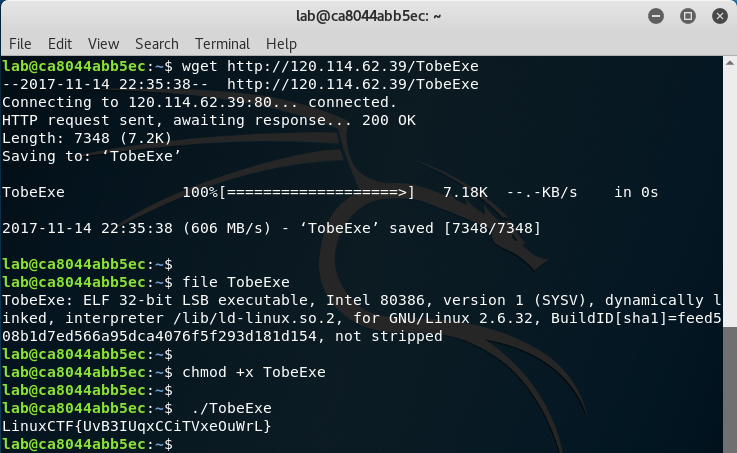 lab@ca8044abb5ec: ~
File Edit View Search Terminal Help
lab@ca8044abb5ec:~$ wget http://120.114.62.39/TobeExe
--2017-11-14 22:35:38-- http://120.114.62.39/TobeExe
Connecting to 120.114.62.39:80... connected.
HTTP request sent, awaiting response... 200 OK
Length: 7348 (7.2K)
Saving to: ‘TobeExe’
TobeExe 100%[===================>] 7.18K --.-KB/s in 0s
2017-11-14 22:35:38 (606 MB/s) - ‘TobeExe’ saved [7348/7348]
lab@ca8044abb5ec:~$
lab@ca8044abb5ec:~$ file TobeExe
TobeExe: ELF 32-bit LSB executable, Intel 80386, version 1 (SYSV), dynamically l
inked, interpreter /lib/ld-linux.so.2, for GNU/Linux 2.6.32, BuildID[sha1]=feed5
08b1d7ed566a95dca4076f5f293d181d154, not stripped
lab@ca8044abb5ec:~$
lab@ca8044abb5ec:~$ chmod +x TobeExe
lab@ca8044abb5ec:~$
lab@ca8044abb5ec:~$ ./TobeExe
LinuxCTF{UvB3IUqxCCiTVxeOuWrL}
lab@ca8044abb5ec:~$